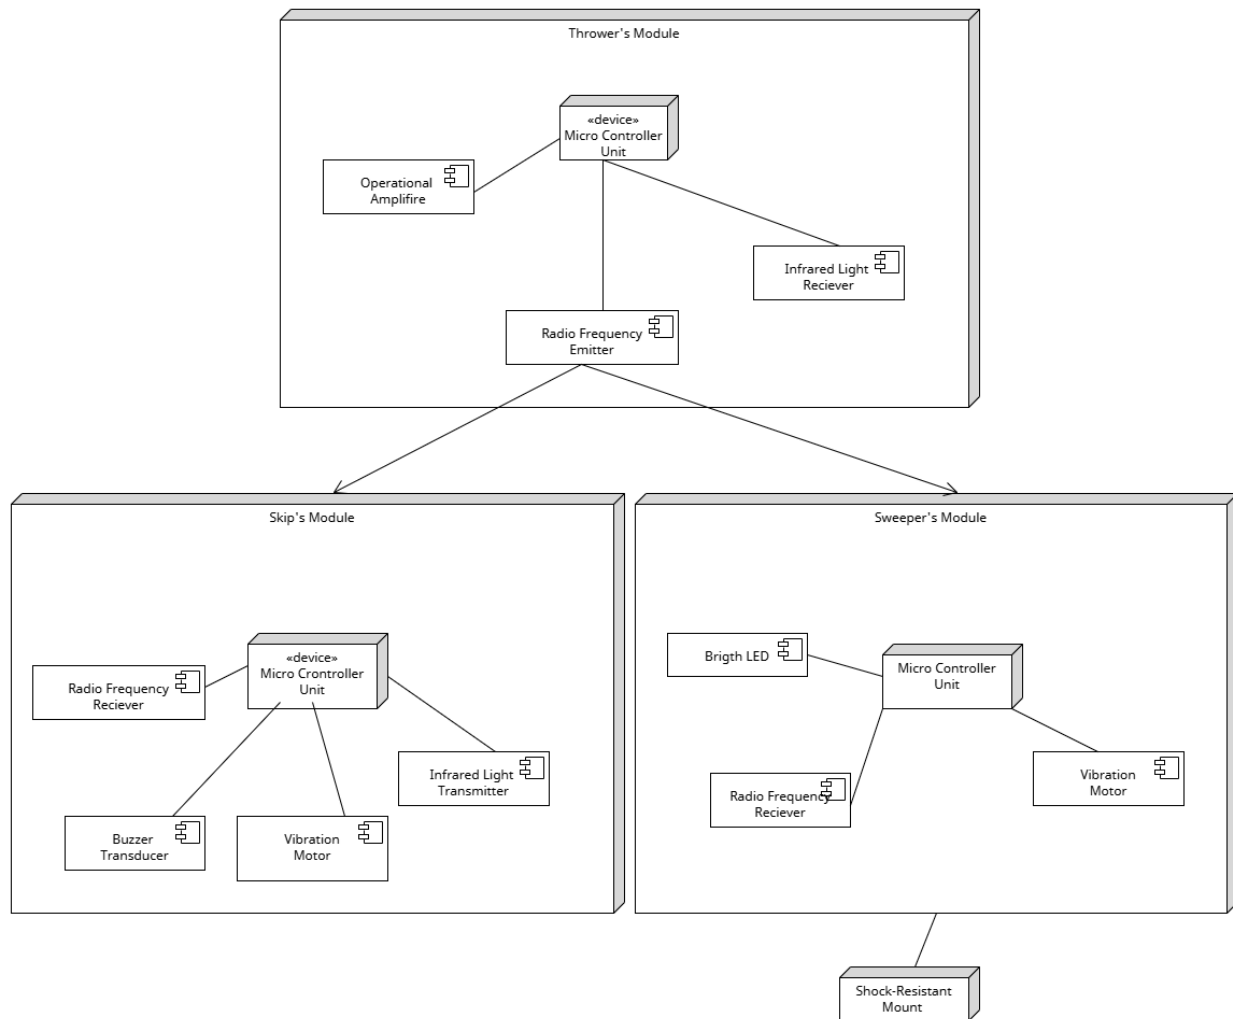 Thrower's Module
«device»
Micro Controller
Unit
Operational
Amplifire
Infrared Light
Reciever
Radio Frequency
Emitter
Skip's Module
«device»
Micro Crontroller
Unit
Radio Frequency
Reciever
Infrared Light
Transmitter
Buzzer
Transducer
Vibration
Motor
Sweeper's Module
Brigth LED
Micro Controller
Unit
Radio Frequency
Reciever
Vibration
Motor
Shock-Resistant
Mount